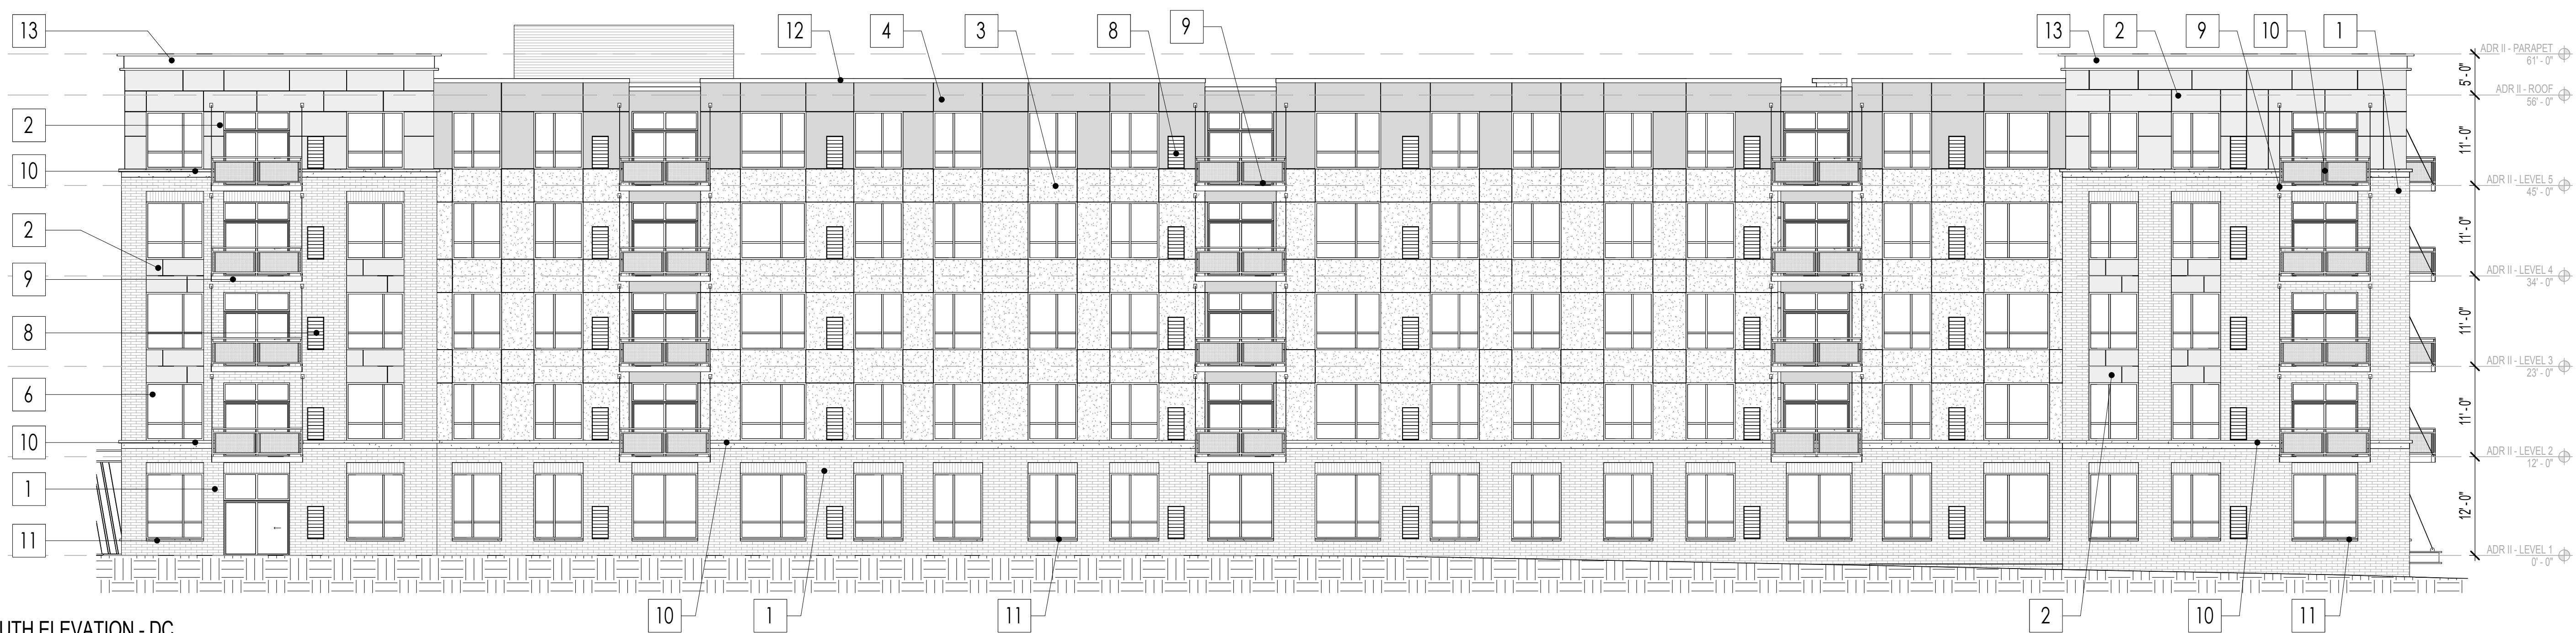 13
12
4
3
8
9
13
2
9
10
1
ADR II - PARAPET
61' - 0"
5' - 0"
ADR II - ROOF
56' - 0"
2
11' - 0"
10
ADR II - LEVEL 5
45' - 0"
2
11' - 0"
9
ADR II - LEVEL 4
34' - 0"
8
11' - 0"
ADR II - LEVEL 3
23' - 0"
6
11' - 0"
10
ADR II - LEVEL 2
12' - 0"
1
12' - 0"
11
ADR II - LEVEL 1
0' - 0"
10
1
11
2
10
11
UTH ELEVATION - DC